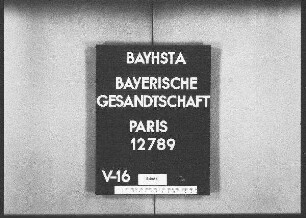 BAYHSTA
BAYERISCHE
GESANDTSCHAFT
PARIS
12789
V-16